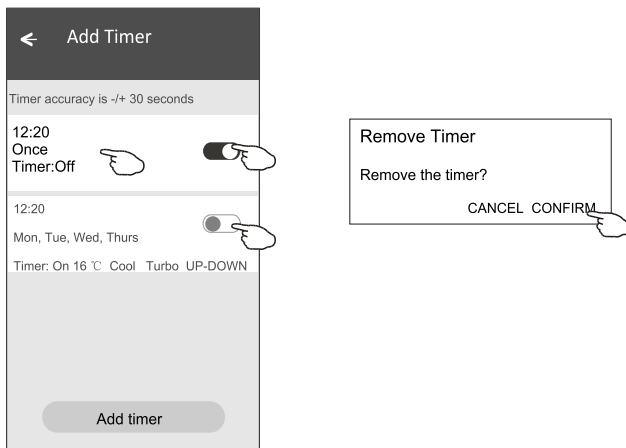 Add Timer
Timer accuracy is -/+ 30 seconds
12:20
Once
Timer:Off
12:20
Mon, Tue, Wed, Thurs
Timer: On 16 ℃ Cool Turbo UP-DOWN
Add timer
Remove Timer
Remove the timer?
CANCEL CONFIRM